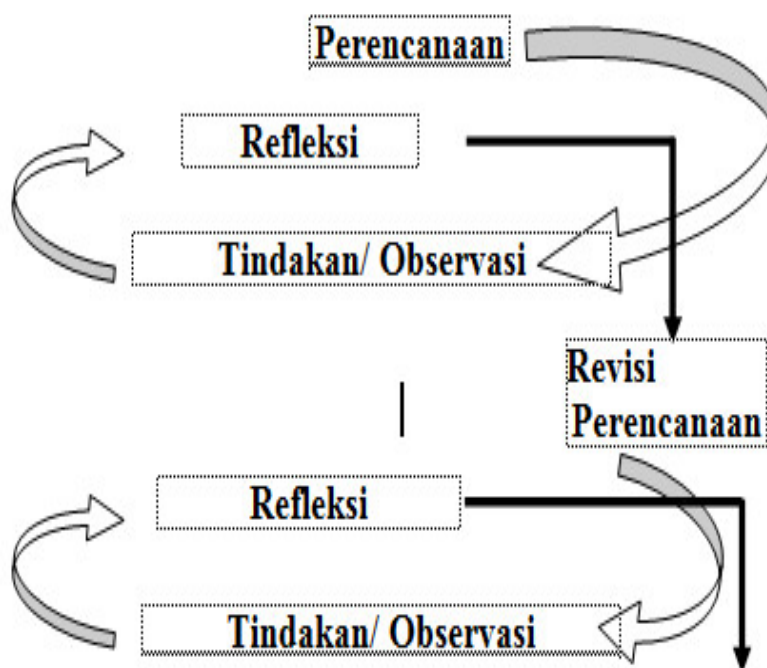 Perencanaan
Refleksi
Tindakan/ Observasi
Revisi
Perencanaan
Refleksi
Tindakan/ Observasi